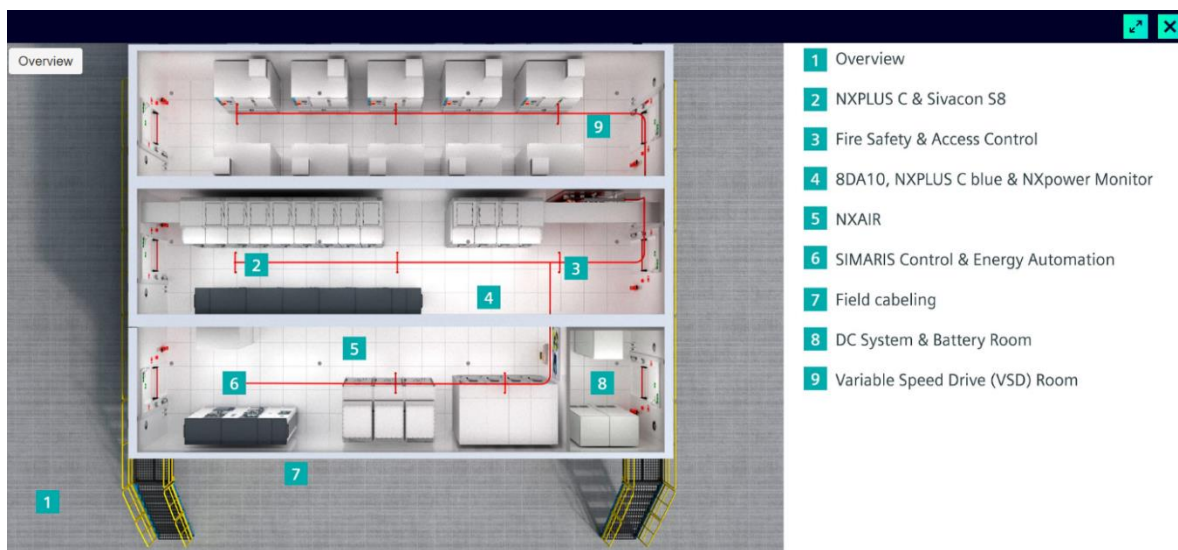 Overview
1 Overview
2 NXPLUS C & Sivacon S8
3 Fire Safety & Access Control
4 8DA10, NXPLUS C blue & NXpower Monitor
5 NXAIR
6 SIMARIS Control & Energy Automation
7 Field cabeling
8 DC System & Battery Room
9 Variable Speed Drive (VSD) Room
9
2
3
4
5
6
8
7
1